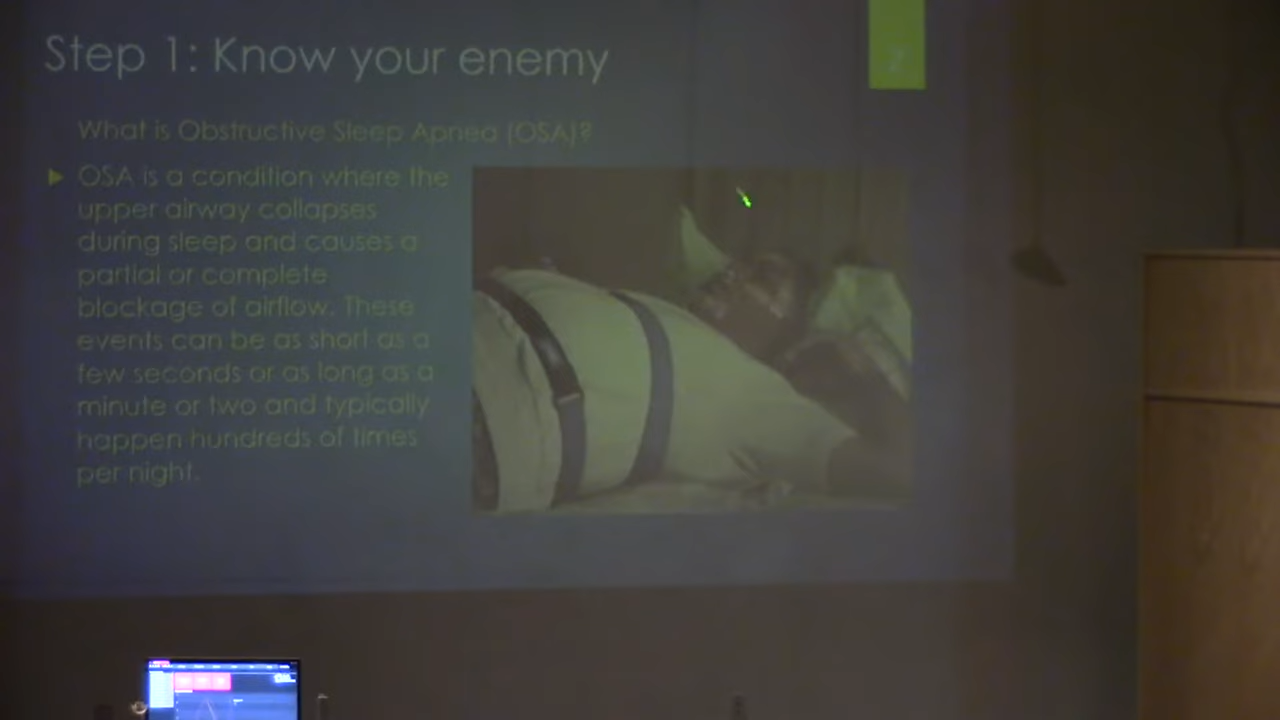 Step 1: Know your enemy
What is Obstructive Sleep Apnea (OSA)?
OSA is a condition where the
upper airway collapses
during sleep and causes a
partial or complete
blockage of airflow. These
events can be as short as a
few seconds or as long as a
minute or two and typically
happen hundreds of times
per night.